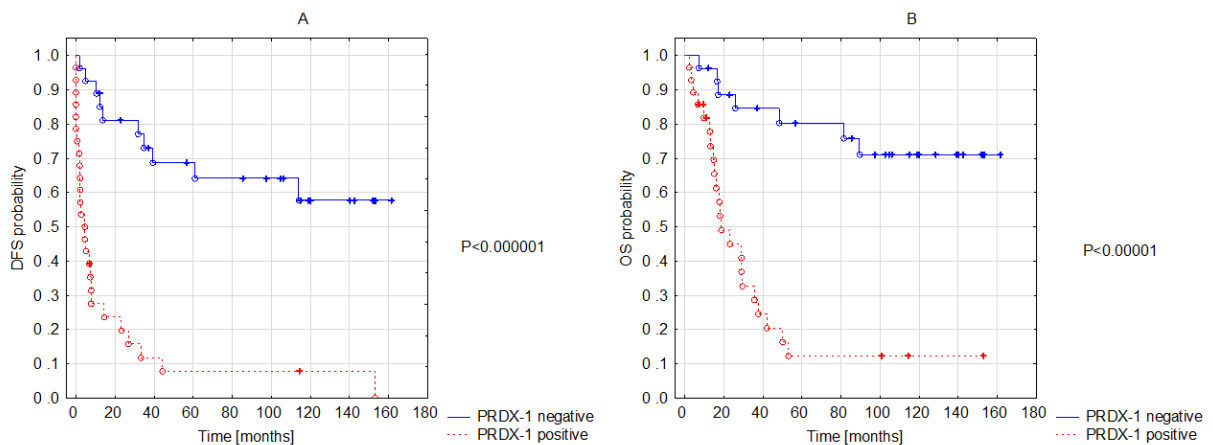 A
DFS probability
1 .0
0 .9
0 .8
0 .7
0 .6
0 .5
0 .4
0 .3
0 .2
0 .1
0 .0
0 20 40 60 80 100 120 140 160 180
Time [months]
P<0.000001
PRDX-1 negative
PRDX-1 positive
B
OS probability
1 .0
0 .9
0 .8
0 .7
0 .6
0 .5
0 .4
0 .3
0 .2
0 .1
0 .0
0 20 40 60 80 100 120 140 160 180
Time [months]
P<0.00001
PRDX-1 negative
PRDX-1 positive